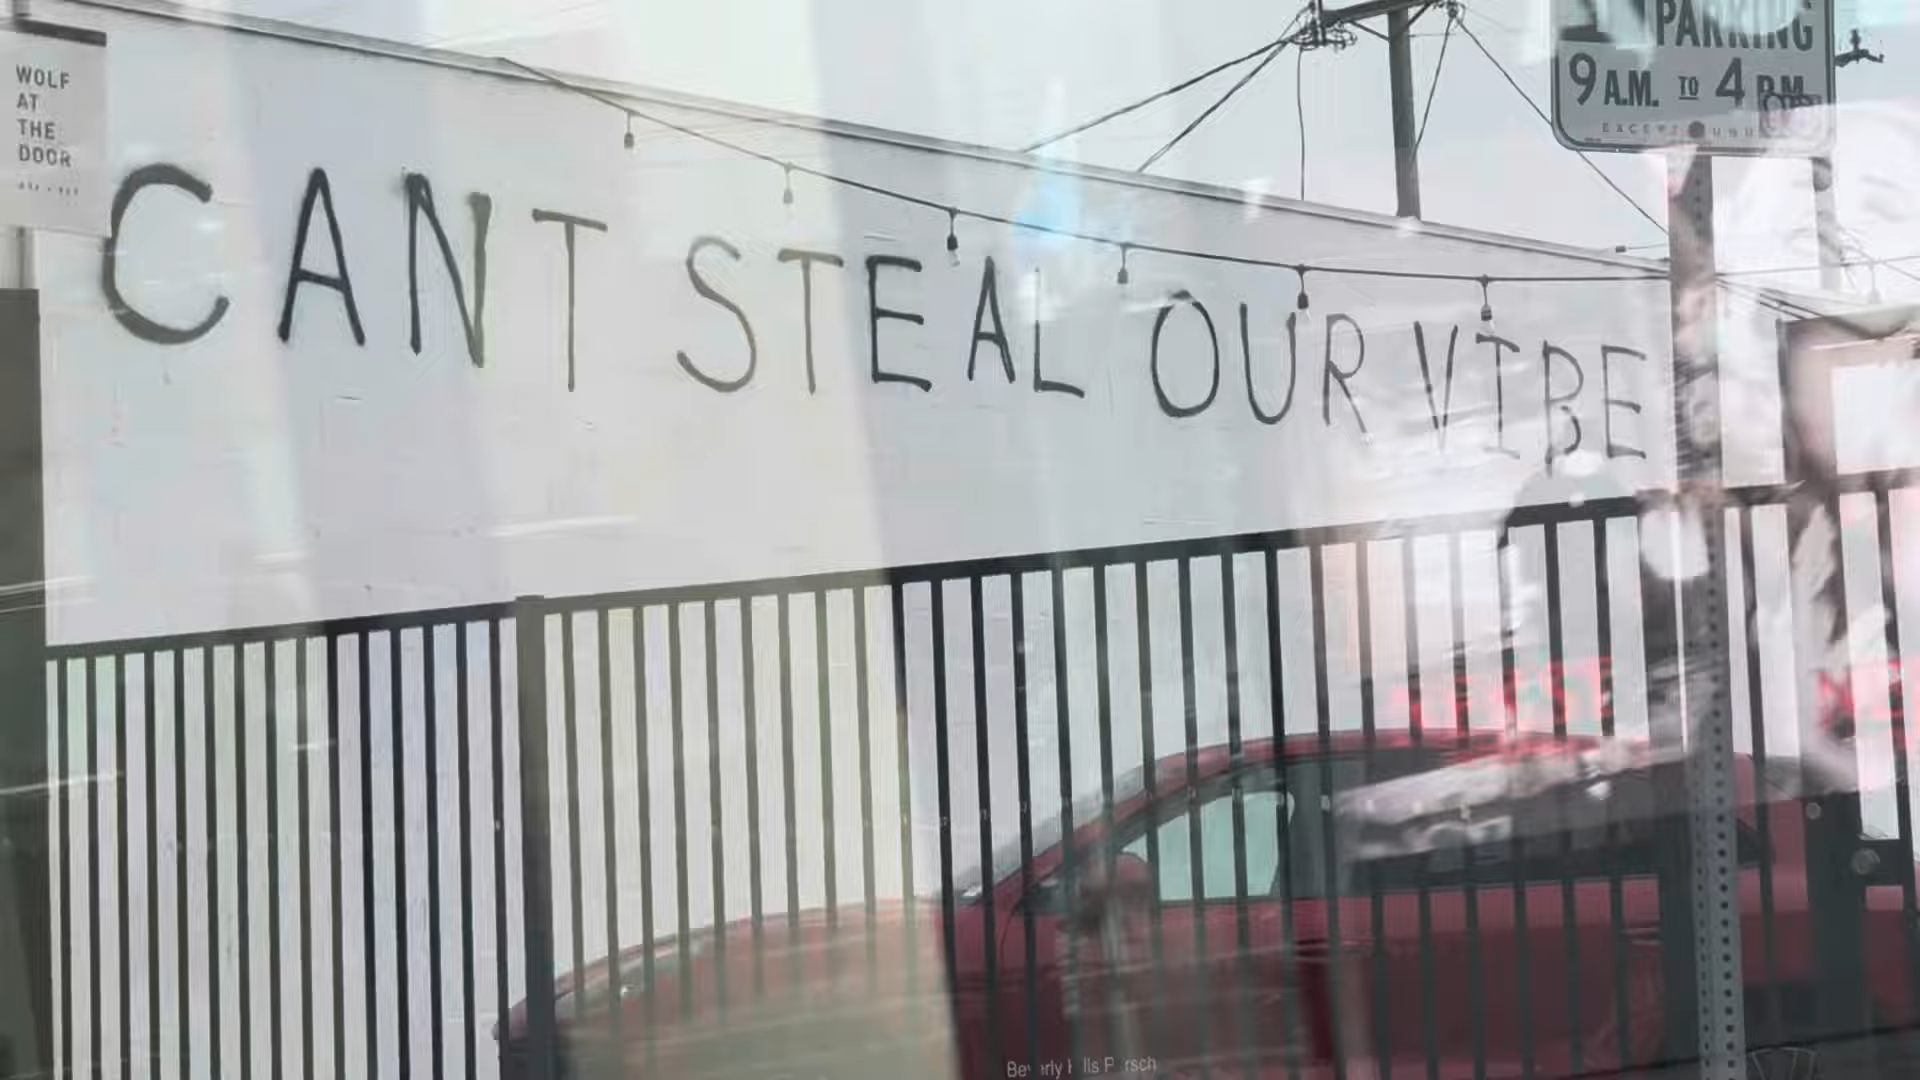 WOLF
AT
THE
DOOR
CANT STEAL OUR VIBE
PARKING
9 A.M. TO 4 P.M.